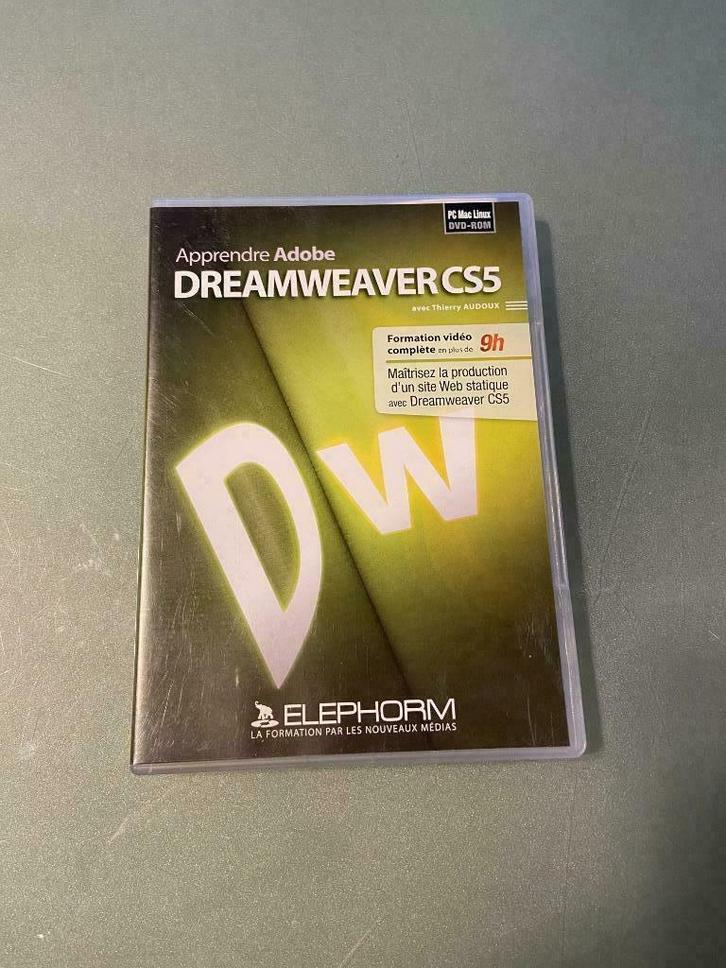 PC Mac Linux
DVD-ROM
Apprendre Adobe
DREAMWEAVER CS5
avec Thierry AUDOUX
Formation vidéo
complète en plus de 9h
Maîtrisez la production
d'un site Web statique
avec Dreamweaver CS5
Dw
ELEPHORM
LA FORMATION PAR LES NOUVEAUX MÉDIAS